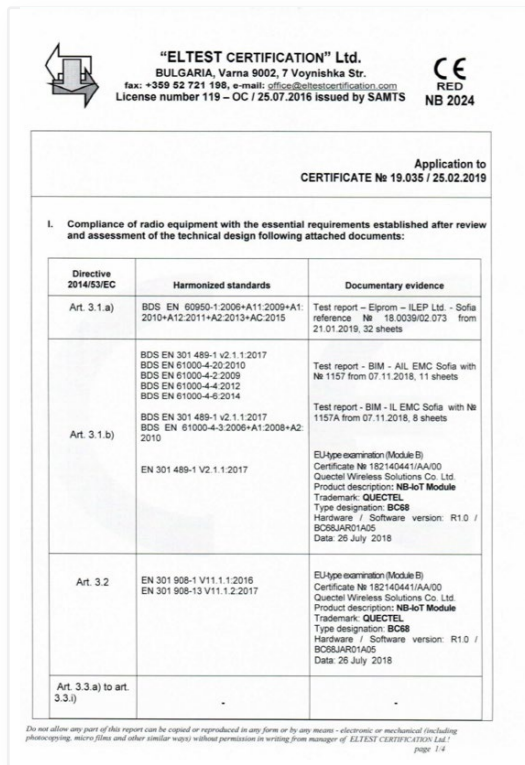 "ELTEST CERTIFICATION" Ltd.
BULGARIA, Varna 9002, 7 Voynishka Str.
fax: +359 52 721 198, e-mail: office@eltestcertification.com
License number 119 – OC / 25.07.2016 issued by SAMTS
CE
RED
NB 2024
Application to
CERTIFICATE № 19.035 / 25.02.2019
I. Compliance of radio equipment with the essential requirements established after review
and assessment of the technical design following attached documents:
Directive
2014/53/EC
Harmonized standards
Documentary evidence
Art. 3.1.a)
BDS EN 60950-1:2006+A11:2009+A1:
2010+A12:2011+A2:2013+AC:2015
Test report – Elprom – ILEP Ltd. - Sofia
reference № 18.0039/02.073 from
21.01.2019, 32 sheets
Art. 3.1.b)
BDS EN 301 489-1 v2.1.1:2017
BDS EN 61000-4-20:2010
BDS EN 61000-4-2:2009
BDS EN 61000-4-4:2012
BDS EN 61000-4-6:2014
BDS EN 301 489-1 v2.1.1:2017
BDS EN 61000-4-3:2006+A1:2008+A2:
2010
EN 301 489-1 V2.1.1:2017
Test report - BIM - AIL EMC Sofia with
№ 1157 from 07.11.2018, 11 sheets
Test report - BIM - IL EMC Sofia with №
1157A from 07.11.2018, 8 sheets
EU-type examination (Module B)
Certificate № 182140441/AA/00
Quectel Wireless Solutions Co. Ltd.
Product description: NB-IoT Module
Trademark: QUECTEL
Type designation: BC68
Hardware / Software version: R1.0 /
BC68JAR01A05
Data: 26 July 2018
Art. 3.2
EN 301 908-1 V11.1.1:2016
EN 301 908-13 V11.1.2:2017
EU-type examination (Module B)
Certificate № 182140441/AA/00
Quectel Wireless Solutions Co. Ltd.
Product description: NB-IoT Module
Trademark: QUECTEL
Type designation: BC68
Hardware / Software version: R1.0 /
BC68JAR01A05
Data: 26 July 2018
Art. 3.3.a) to art.
3.3.i)
-
-
Do not allow any part of this report can be copied or reproduced in any form or by any means - electronic or mechanical (including
photocopying, micro films and other similar ways) without permission in writing from manager of ELTEST CERTIFICATION Ltd.!
page 1/4